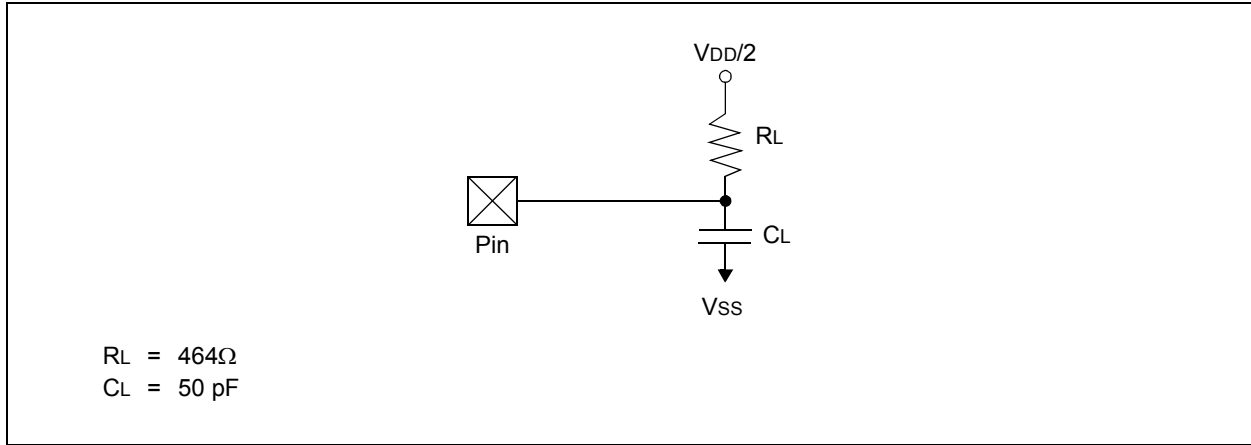 VDD/2
RL
Pin
CL
VSS
RL = 464Ω
CL = 50 pF